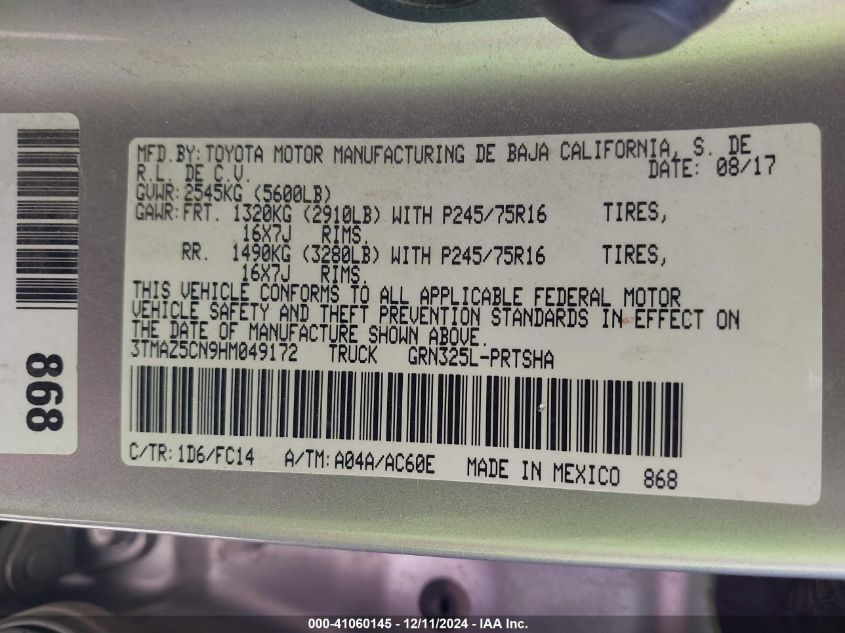 MFD.BY:TOYOTA MOTOR MANUFACTURING DE BAJA CALIFORNIA, S. DE
R.L. DE C.V. DATE: 08/17
GVWR:2545KG (5600LB)
GAWR:FRT. 1320KG (2910LB) WITH P245/75R16 TIRES,
16X7J RIMS,
RR. 1490KG (3280LB) WITH P245/75R16 TIRES,
16X7J RIMS.
THIS VEHICLE CONFORMS TO ALL APPLICABLE FEDERAL MOTOR
VEHICLE SAFETY AND THEFT PREVENTION STANDARDS IN EFFECT ON
THE DATE OF MANUFACTURE SHOWN ABOVE.
3TMAZ5CN9HM049172 TRUCK GRN325L-PRTSHA
C/TR:1D6/FC14 A/TM:A04A/AC60E MADE IN MEXICO 868
868
000-41060145 - 12/11/2024 - IAA Inc.